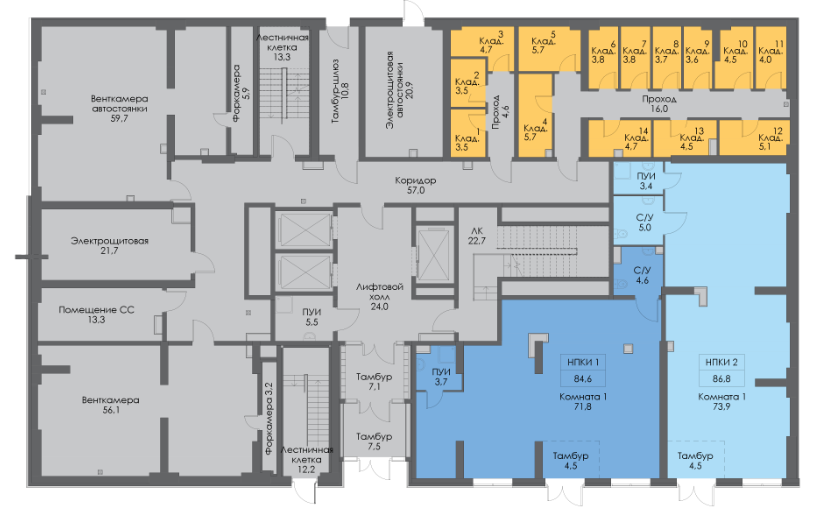 Венткамера
автостоянки
59,7
Форкамера
5,9
Лестничная
клетка
13,3
Тамбур-шлюз
10,8
Электрощитовая
автостоянки
20,9
3
Клад.
4,7
5
Клад.
5,7
2
Клад.
3,5
1
Клад.
3,5
Проход
4,6
4
Клад.
5,7
6
Клад.
3,8
7
Клад.
3,8
8
Клад.
3,7
9
Клад.
3,6
10
Клад.
4,5
11
Клад.
4,0
Проход
16,0
14
Клад.
4,7
13
Клад.
4,5
12
Клад.
5,1
Коридор
57,0
ПУИ
3,4
С/У
5,0
Электрощитовая
21,7
ЛК
22,7
С/У
4,6
Лифтовой
холл
24,0
Помещение СС
13,3
ПУИ
5,5
Венткамера
56,1
Форкамера 3,2
Тамбур
7,1
ПУИ
3,7
НПКИ 1
84,6
Комната 1
71,8
НПКИ 2
86,8
Комната 1
73,9
Лестничная
клетка
12,2
Тамбур
7,5
Тамбур
4,5
Тамбур
4,5